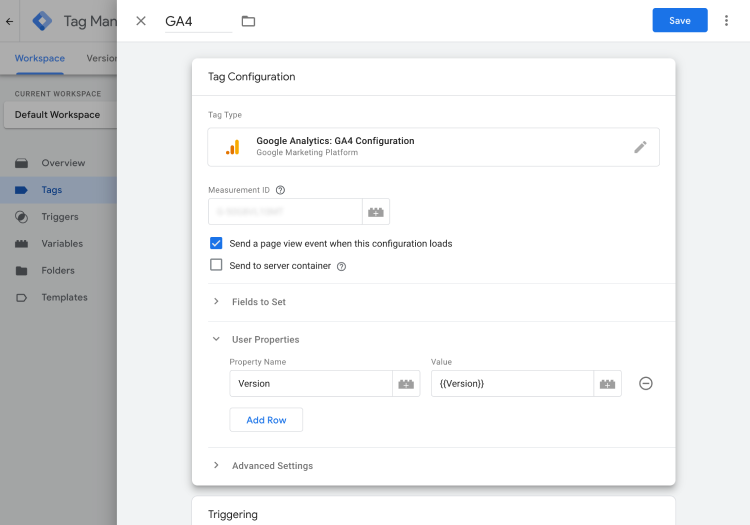 Tag Man
GA4
Save
Workspace
Version
CURRENT WORKSPACE
Default Workspace
Overview
Tags
Triggers
Variables
Folders
Templates
Tag Configuration
Tag Type
Google Analytics: GA4 Configuration
Google Marketing Platform
Measurement ID
Send a page view event when this configuration loads
Send to server container
Fields to Set
User Properties
Property Name
Value
Version
{{Version}}
Add Row
Advanced Settings
Triggering